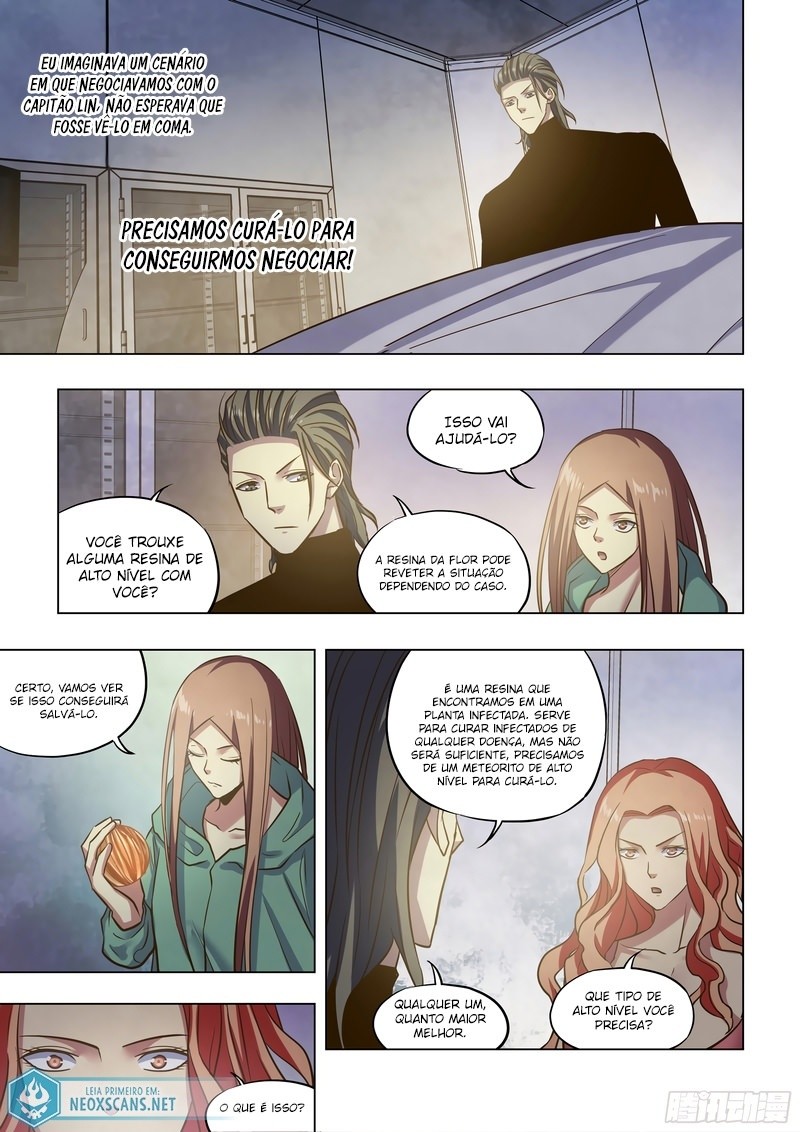 EU IMAGINAVA UM CENÁRIO
EM QUE NEGOCIAVAMOS COM O
CAPITÃO LIN, NÃO ESPERAVA QUE
FOSSE VÊ-LO EM COMA.
PRECISAMOS CURÁ-LO PARA
CONSEGUIRMOS NEGOCIAR!
ISSO VAI
AJUDÁ-LO?
VOCÊ TROUXE
ALGUMA RESINA DE
ALTO NÍVEL COM
VOCÊ?
A RESINA DA FLOR PODE
REVETER A SITUAÇÃO
DEPENDENDO DO CASO.
CERTO, VAMOS VER
SE ISSO CONSEGUIRÁ
SALVÁ-LO.
É UMA RESINA QUE
ENCONTRAMOS EM UMA
PLANTA INFECTADA. SERVE
PARA CURAR INFECTADOS DE
QUALQUER DOENÇA, MAS NÃO
SERÁ SUFICIENTE, PRECISAMOS
DE UM METEORITO DE ALTO
NÍVEL PARA CURÁ-LO.
QUALQUER UM,
QUANTO MAIOR
MELHOR.
QUE TIPO DE
ALTO NÍVEL VOCÊ
PRECISA?
O QUE É ISSO?
LEIA PRIMEIRO EM:
NEOXSCANS.NET
腾讯动漫